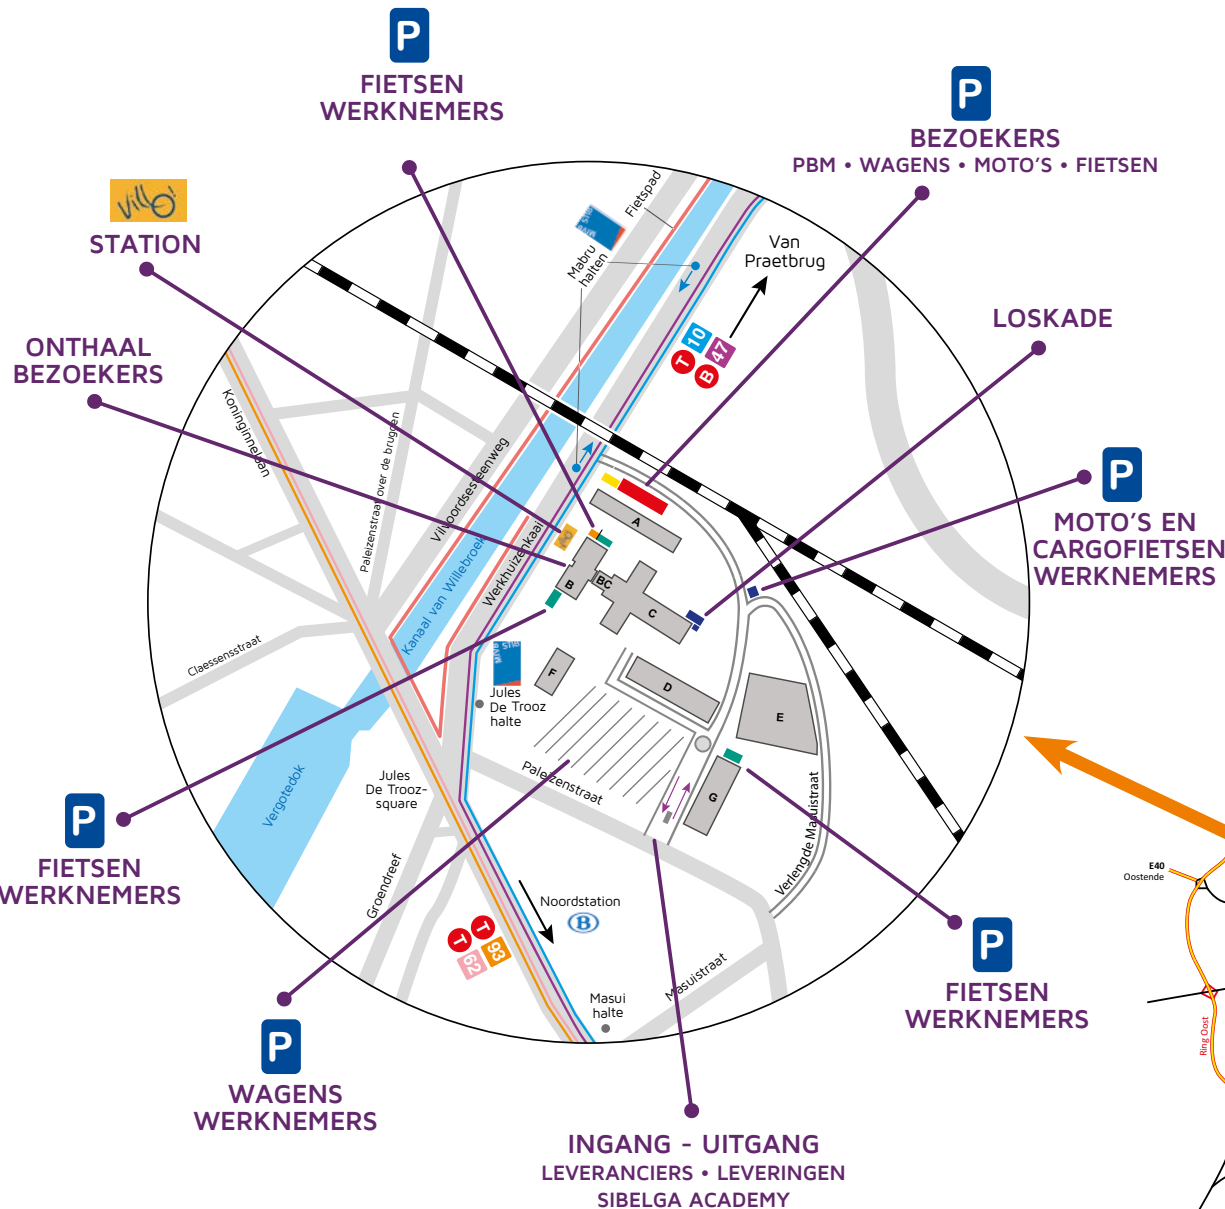 P
FIETSEN
WERKNEMERS
P
BEZOEKERS
PBM • WAGENS • MOTO'S • FIETSEN
Villo!
STATION
ONTHAAL
BEZOEKERS
LOSKADE
P
MOTO'S EN
CARGOFIETSEN
WERKNEMERS
Fietspad
Mabru
halten
Van
Praetbrug
T 10
B 47
Koninginnelaan
Paleizenstraat over de bruggen
Vilvoordsesteenweg
Kanaal van Willebroek
Werkhuizenkaai
Claessensstraat
A
B
BC
C
D
E
F
G
Jules
De Trooz
halte
Jules
De Trooz-
square
Vergotedok
Paleizenstraat
Groendreef
Verlengde Masuistraat
Noordstation
B
T T
62 93
Masui
halte
Masuistraat
P
FIETSEN
WERKNEMERS
P
WAGENS
WERKNEMERS
P
FIETSEN
WERKNEMERS
INGANG - UITGANG
LEVERANCIERS • LEVERINGEN
SIBELGA ACADEMY
E40
Oostende
Ring Oost